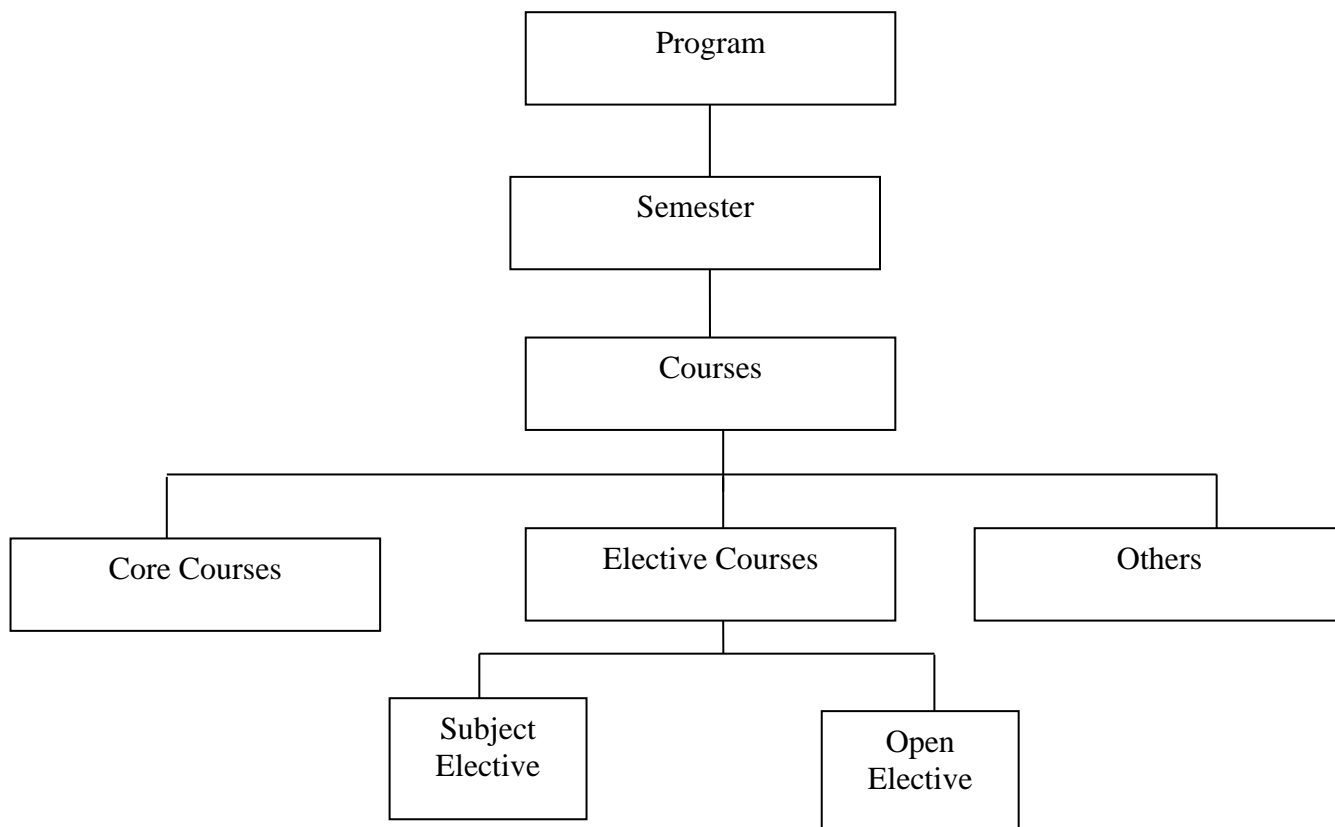 Program
Semester
Courses
Core Courses
Elective Courses
Others
Subject
Elective
Open
Elective